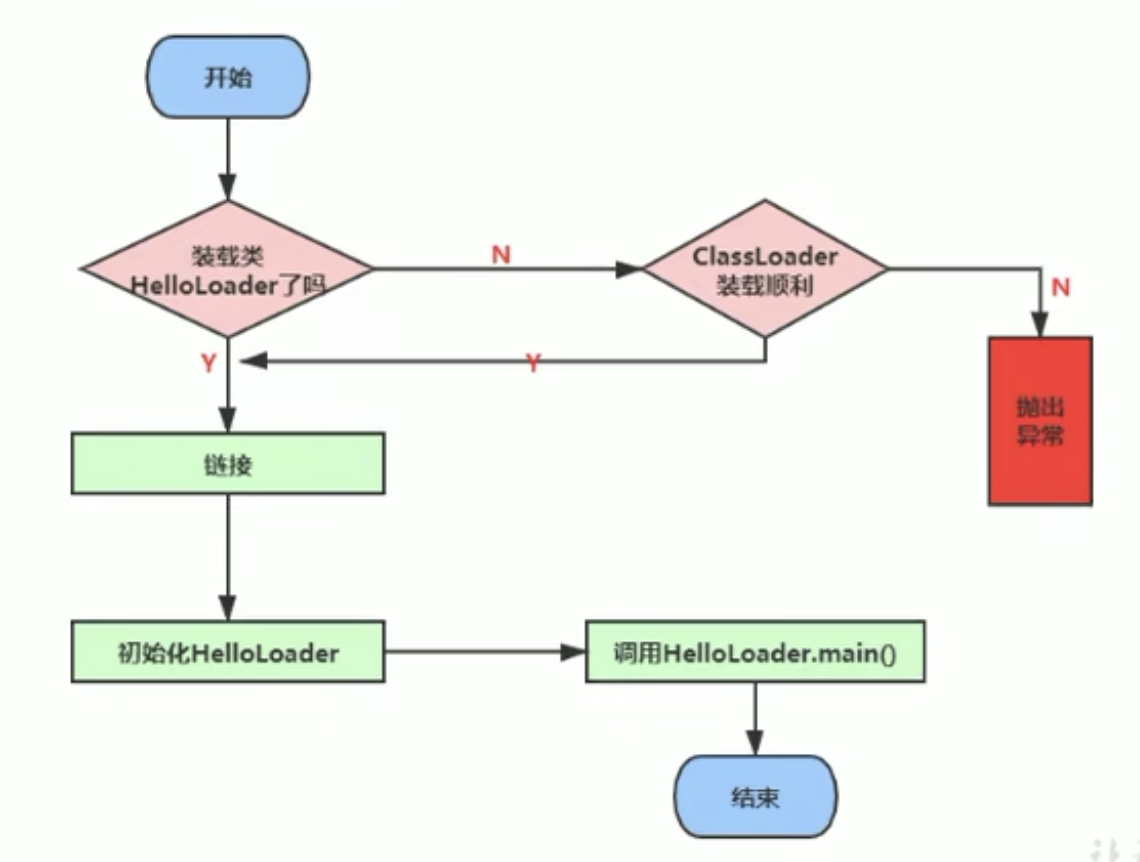 开始
装载类
HelloLoader了吗
N
ClassLoader
装载顺利
N
Y
Y
抛出
异常
链接
初始化HelloLoader
调用HelloLoader.main()
结束